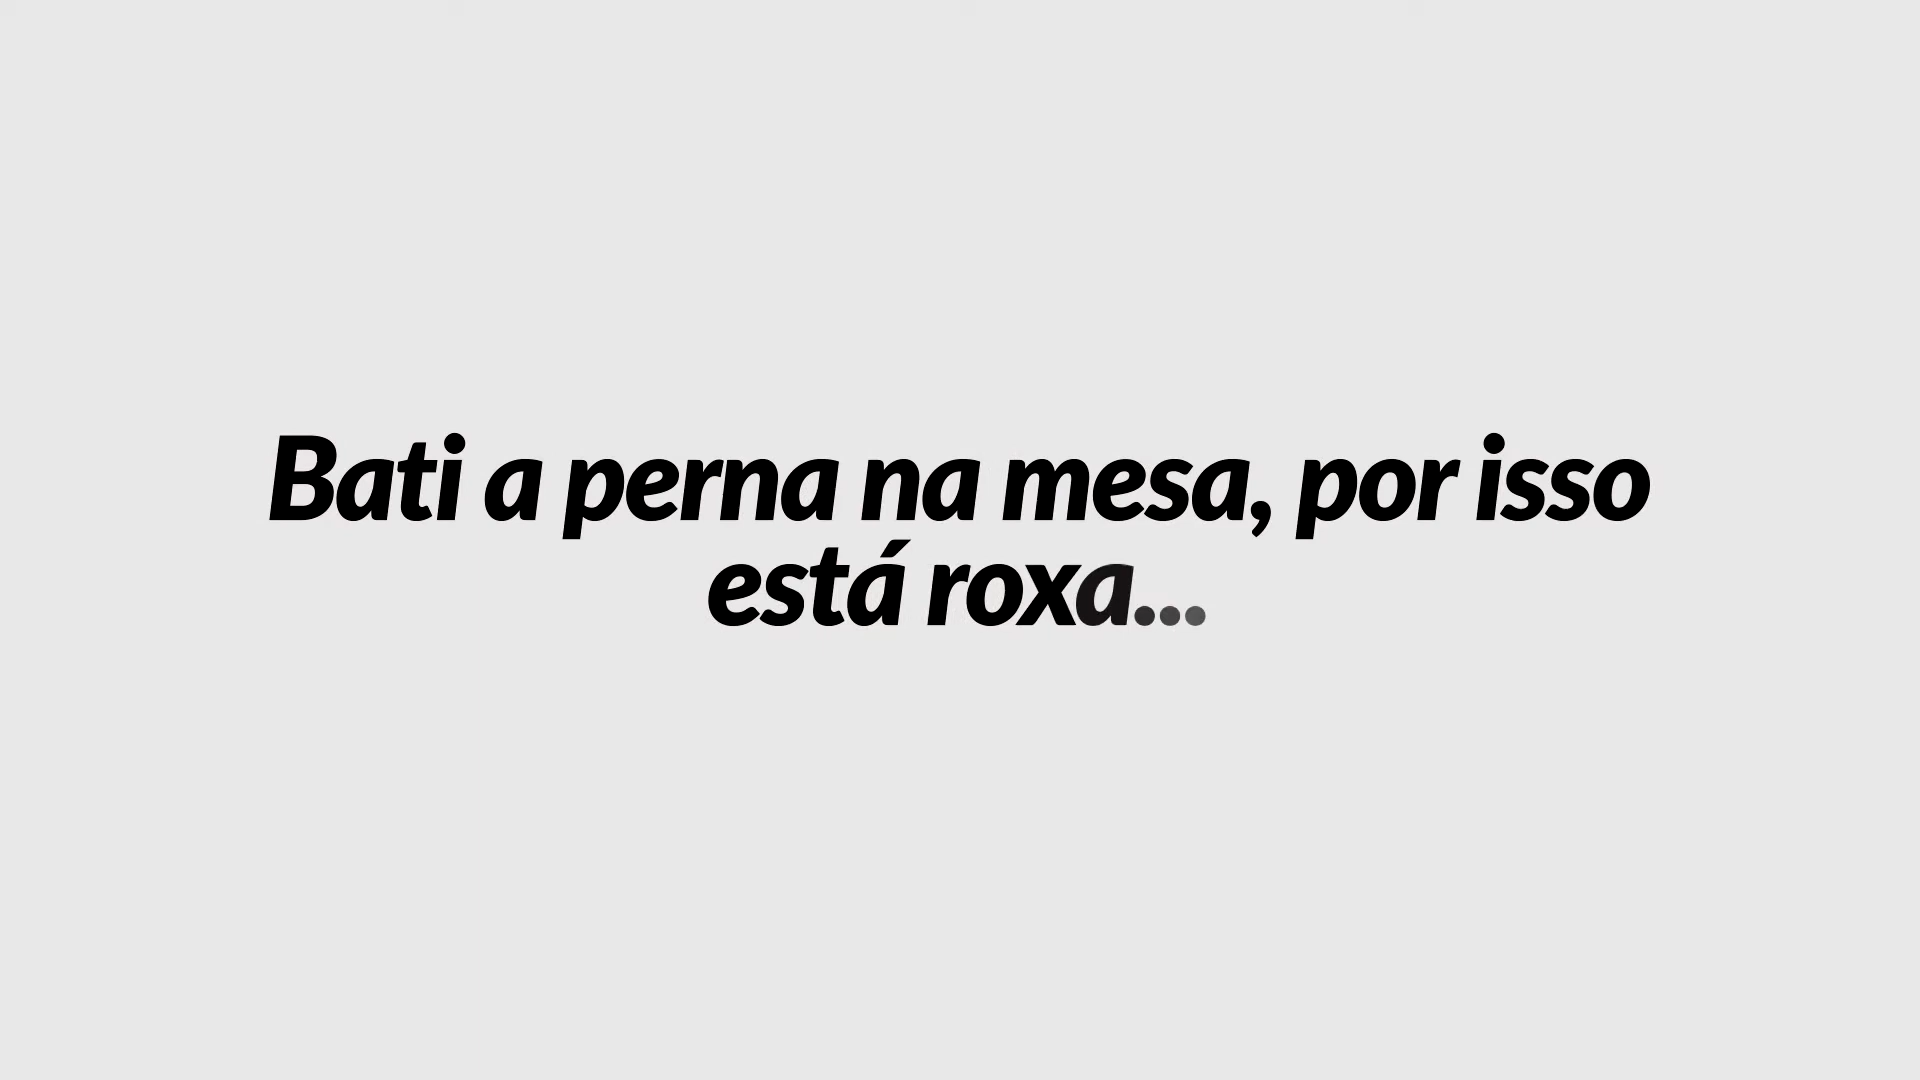 Bati a perna na mesa, por isso
está roxa...